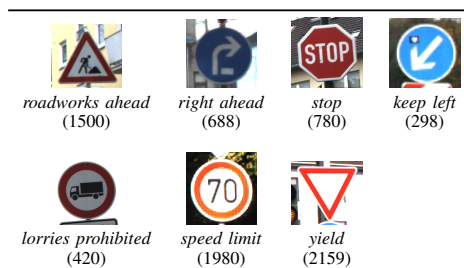 STOP
roadworks ahead right ahead stop keep left
(1500) (688) (780) (298)
70
lorries prohibited speed limit yield
(420) (1980) (2159)